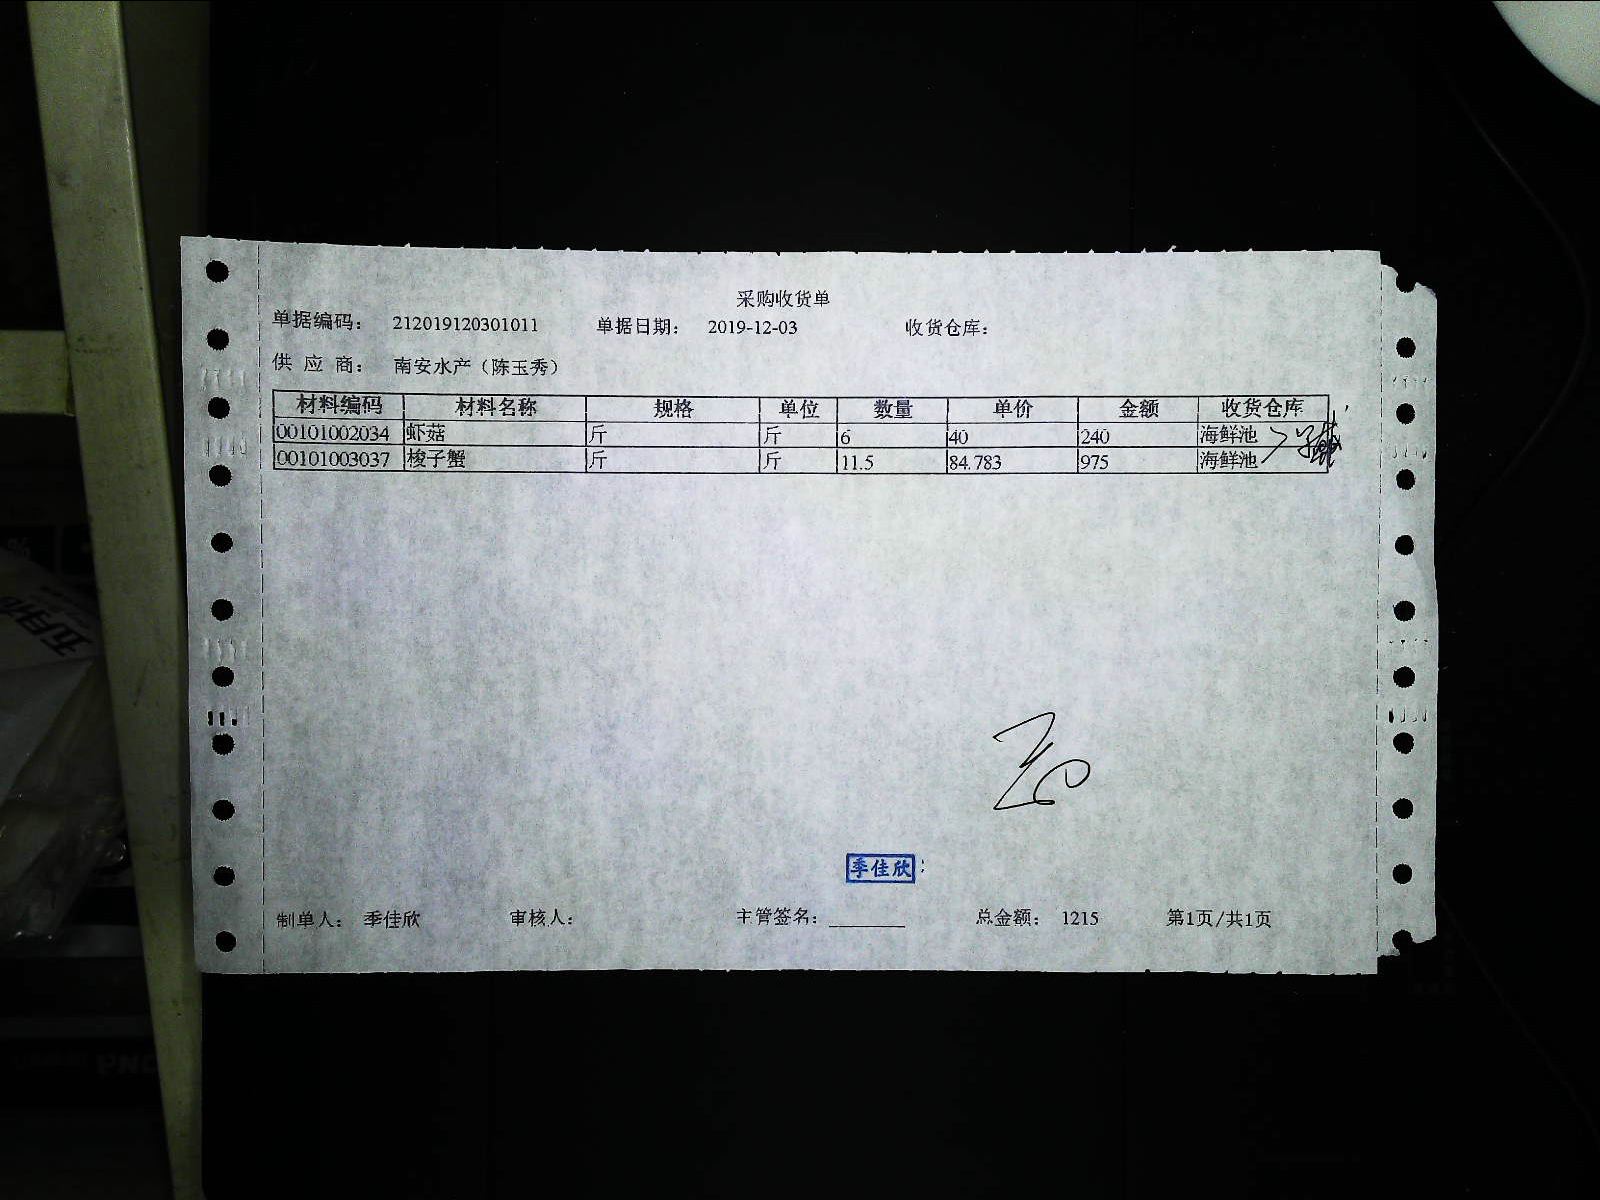 采购收货单
单据编码: 212019120301011 单据日期: 2019-12-03 收货仓库:
供 应 商: 南安水产（陈玉秀）
材料编码 材料名称 规格 单位 数量 单价 金额 收货仓库
00101002034 虾菇 斤 斤 6 40 240 海鲜池
00101003037 梭子蟹 斤 斤 11.5 84.783 975 海鲜池
季佳欣
制单人: 季佳欣 审核人: 主管签名: 总金额: 1215 第1页/共1页